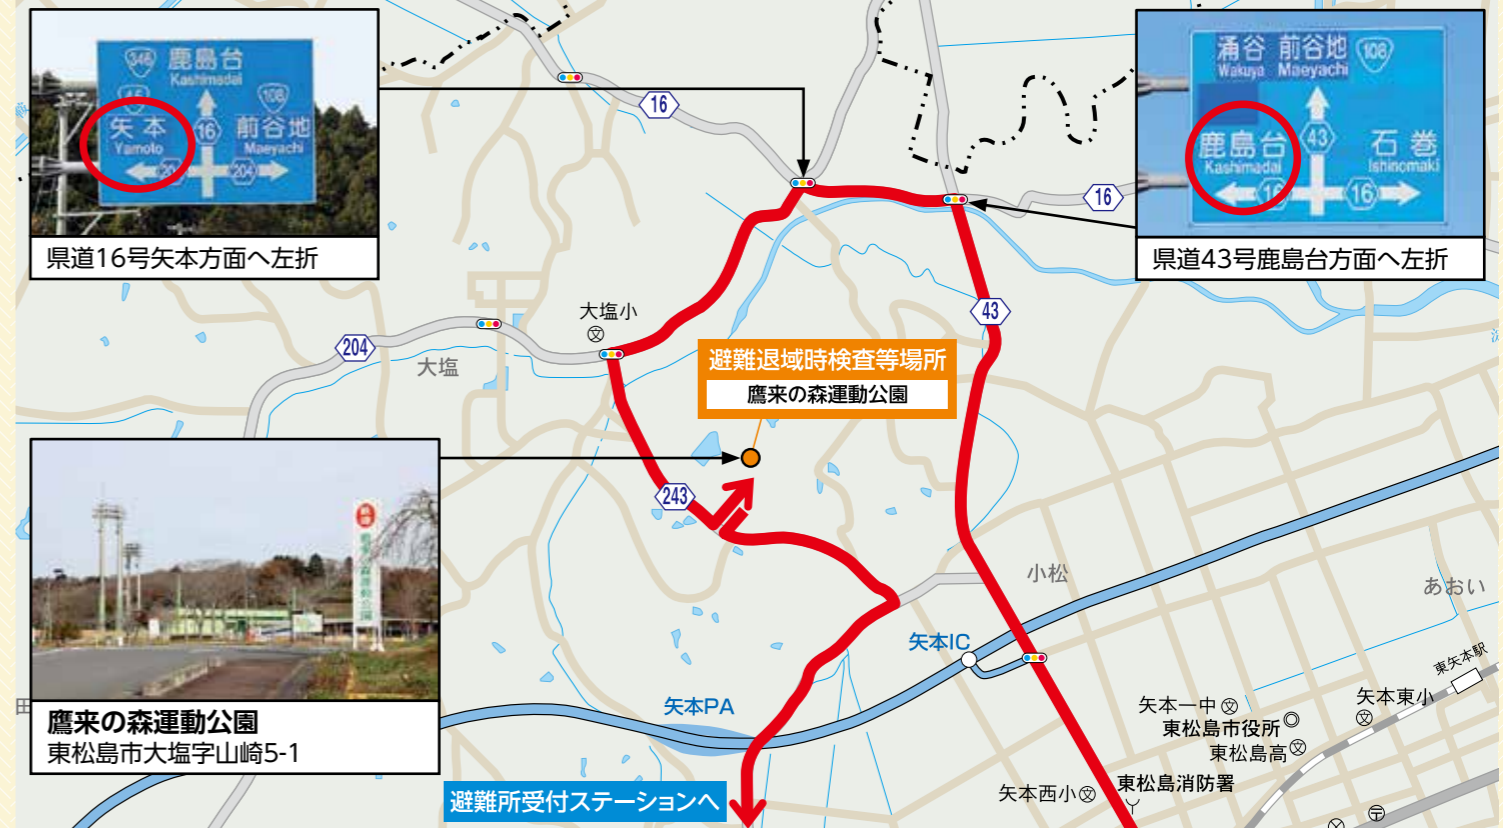 346
鹿島台
Kashimadai
45
108
矢本
16
前谷地
Yamoto
Maeyachi
204
県道16号矢本方面へ左折
16
涌谷 前谷地 108
Wakuya Maeyachi
43
鹿島台
石巻
Kashimadai
Ishinomaki
16
16
県道43号鹿島台方面へ左折
16
大塩小
文
43
204
大塩
避難退域時検査等場所
鷹来の森運動公園
243
鷹来の森運動公園
東松島市大塩字山崎5-1
小松
あおい
矢本IC
東矢本駅
矢本PA
矢本一中 文
矢本東小
文
東松島市役所
東松島高 文
避難所受付ステーションへ
矢本西小 文
東松島消防署
田